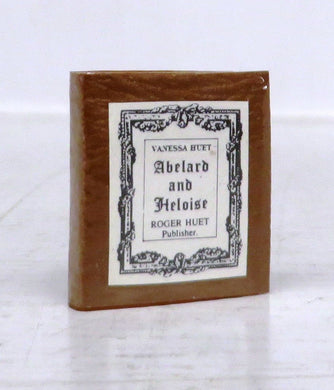 VANESSA HUET
Abelard
and
Heloise
ROGER HUET
Publisher.